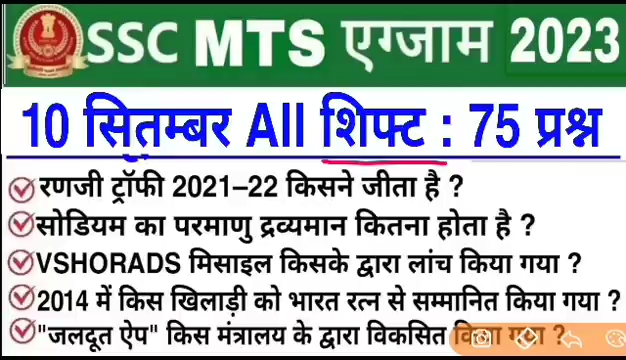 SSC MTS एग्जाम 2023
10 सितम्बर All शिफ्ट : 75 प्रश्न
रणजी ट्रॉफी 2021–22 किसने जीता है ?
सोडियम का परमाणु द्रव्यमान कितना होता है ?
VSHORADS मिसाइल किसके द्वारा लांच किया गया ?
2014 में किस खिलाड़ी को भारत रत्न से सम्मानित किया गया ?
"जलदूत ऐप" किस मंत्रालय के द्वारा विकसित किया गया ?